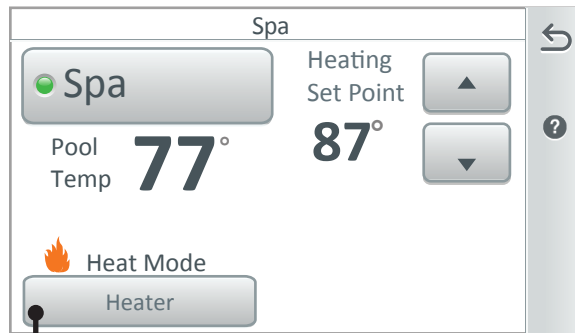 Spa
Spa
Heating
Set Point
87°
Pool
Temp
77°
Heat Mode
Heater
?